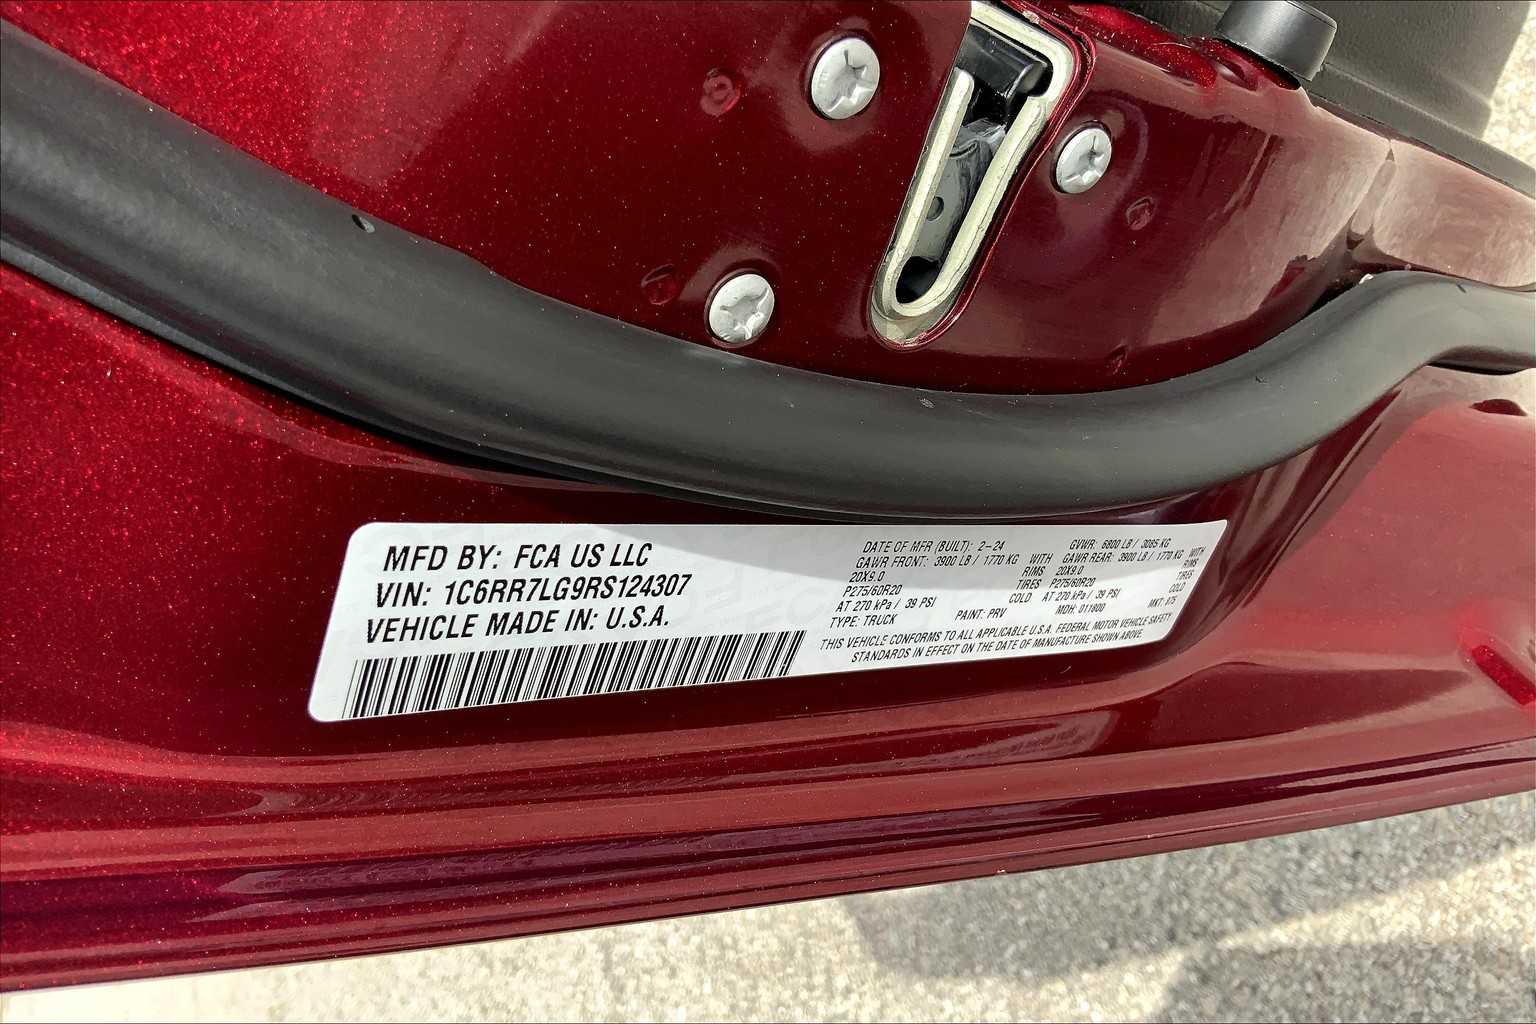 MFD BY: FCA US LLC
VIN: 1C6RR7LG9RS124307
VEHICLE MADE IN: U.S.A.
DATE OF MFR (BUILT): 2-24 GVWR: 6800 LB / 3085 KG
GAWR FRONT: 3900 LB / 1770 KG WITH GAWR REAR: 3900 LB / 1770 KG WITH
20X9.0 RIMS 20X9.0 RIMS
P275/60R20 TIRES P275/60R20 TIRES
AT 270 kPa / 39 PSI COLD AT 270 kPa / 39 PSI COLD
TYPE: TRUCK PAINT: PRV MDH: 011800 MKT: 075
THIS VEHICLE CONFORMS TO ALL APPLICABLE U.S.A. FEDERAL MOTOR VEHICLE SAFETY
STANDARDS IN EFFECT ON THE DATE OF MANUFACTURE SHOWN ABOVE